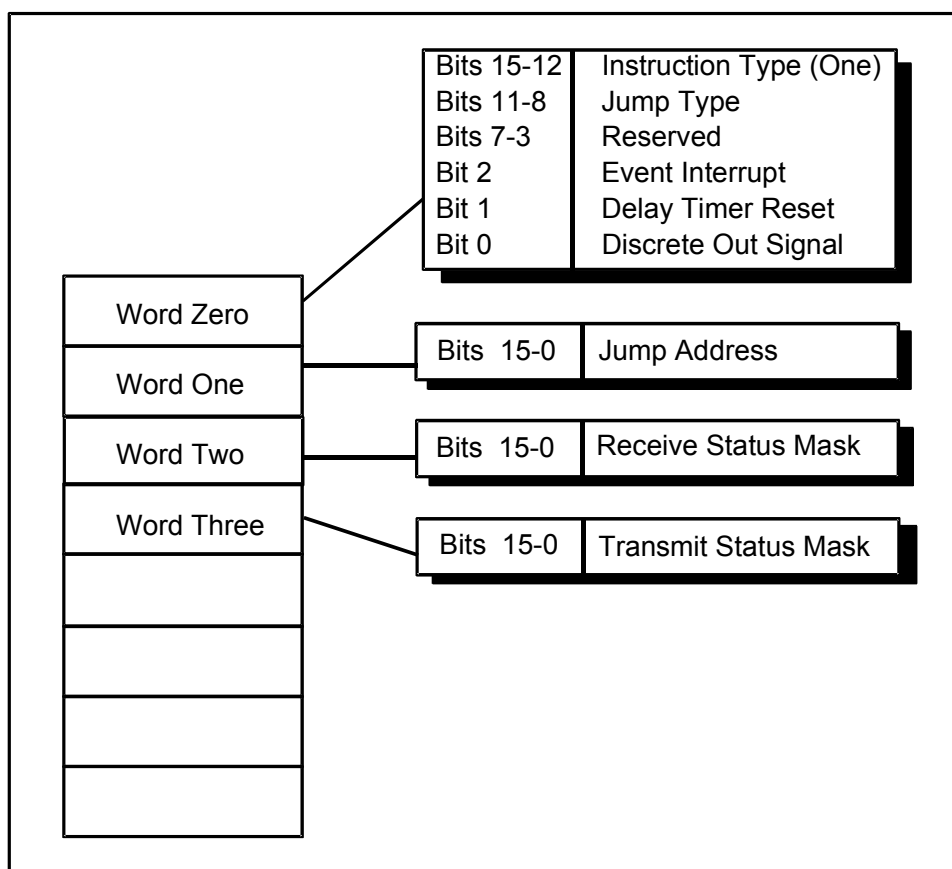 Bits 15-12 Instruction Type (One)
Bits 11-8 Jump Type
Bits 7-3 Reserved
Bit 2 Event Interrupt
Bit 1 Delay Timer Reset
Bit 0 Discrete Out Signal
Word Zero
Bits 15-0 Jump Address
Word One
Bits 15-0 Receive Status Mask
Word Two
Word Three
Bits 15-0 Transmit Status Mask